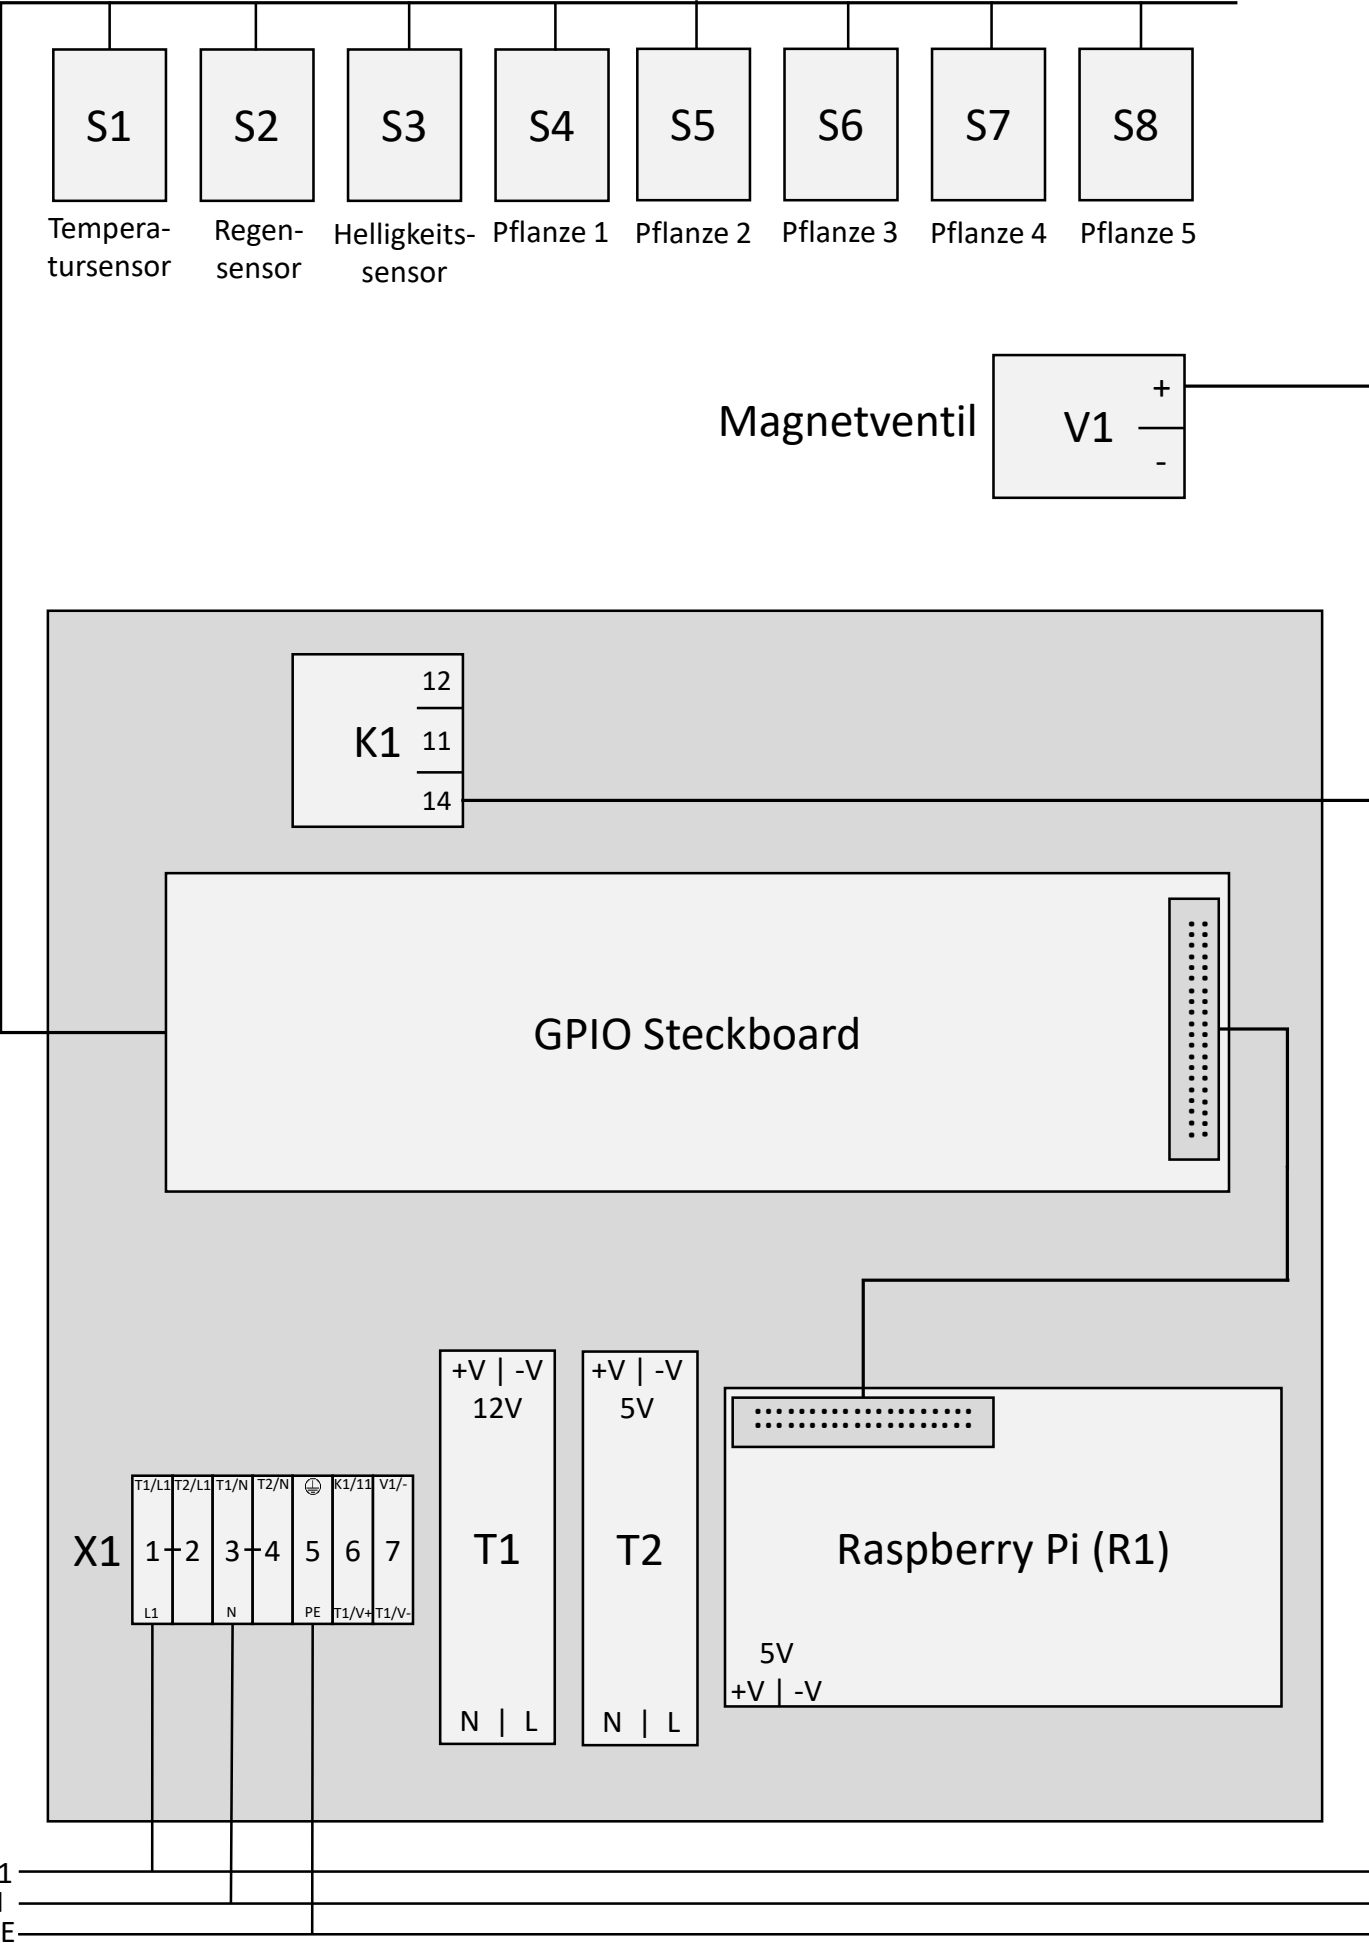 S1 S2 S3 S4 S5 S6 S7 S8
Tempera-
tursensor
Regen-
sensor
Helligkeits-
sensor
Pflanze 1
Pflanze 2
Pflanze 3
Pflanze 4
Pflanze 5
Magnetventil
V1
+
-
K1
12
11
14
GPIO Steckboard
+V | -V
12V
T1
N | L
+V | -V
5V
T2
N | L
Raspberry Pi (R1)
5V
+V | -V
X1
T1/L1 T2/L1 T1/N T2/N K1/11 V1/-
1 2 3 4 5 6 7
L1 N PE T1/V+ T1/V-
1
E